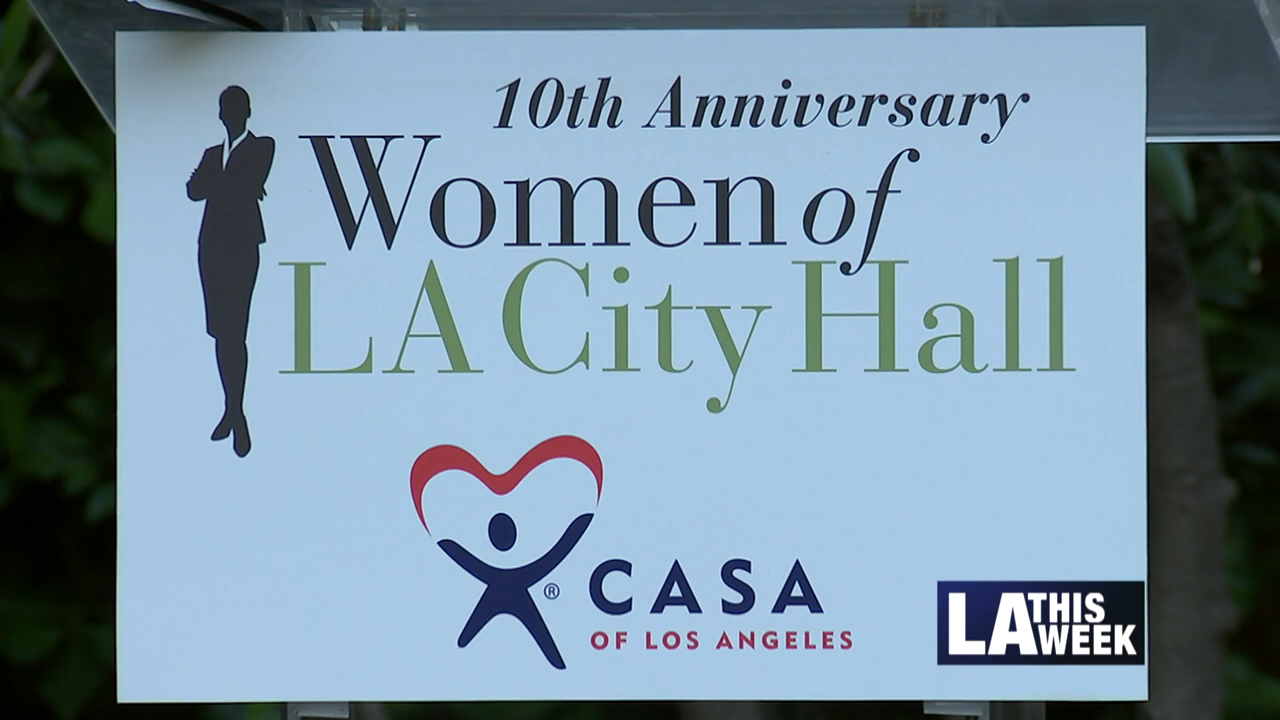 10th Anniversary
Women of
LA City Hall
® CASA
OF LOS ANGELES
LA THIS
WEEK